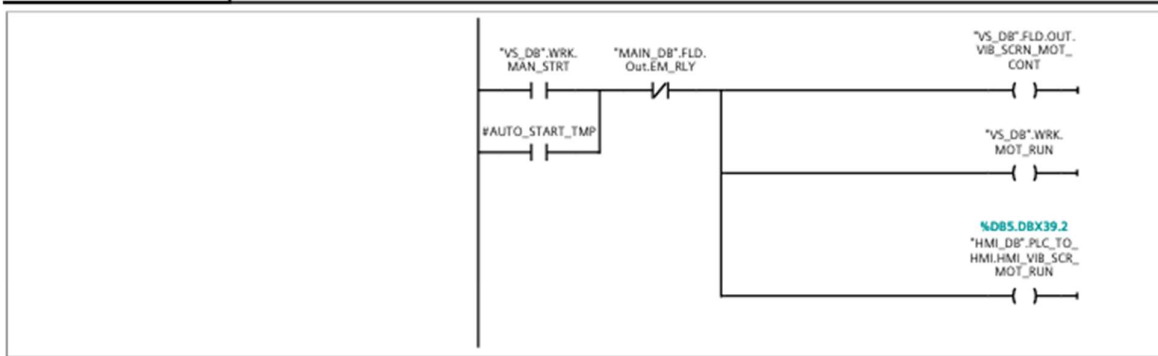 "VS_DB".WRK.
MAN_STRT
"MAIN_DB".FLD.
Out.EM_RLY
"VS_DB".FLD.OUT.
VIB_SCRN_MOT_
CONT
#AUTO_START_TMP
"VS_DB".WRK.
MOT_RUN
%DB5.DBX39.2
"HMI_DB".PLC_TO_
HMI.HMI_VIB_SCR_
MOT_RUN